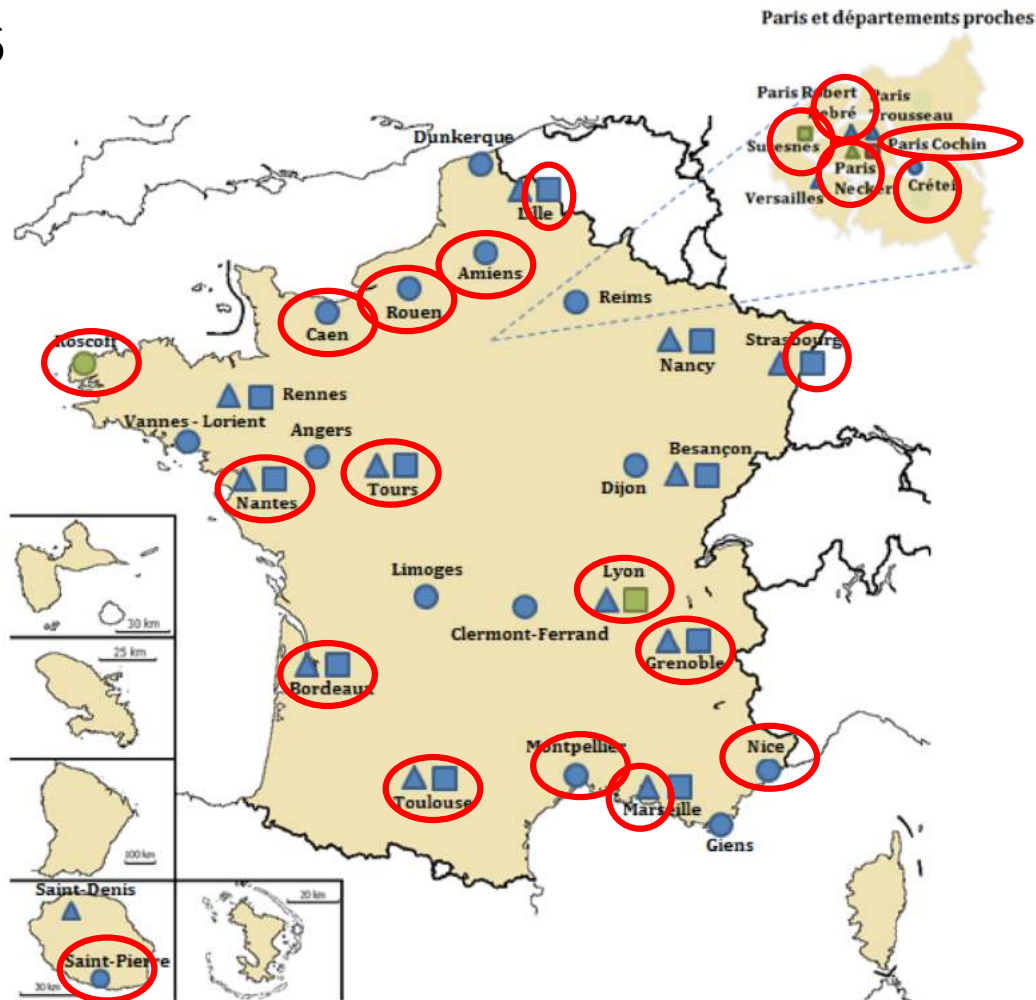 Paris et départements proches
Paris Robert
Debré
Paris
Trousseau
Suresnes
Paris Cochin
Paris
Necker
Créteil
Versailles
Dunkerque
Lille
Amiens
Rouen
Caen
Reims
Roscoff
Strasbourg
Nancy
Rennes
Vannes - Lorient
Angers
Besançon
Dijon
Tours
Nantes
Limoges
Lyon
Clermont-Ferrand
30 km
25 km
Grenoble
Bordeaux
Montpellier
Nice
Toulouse
Marseille
Giens
100 km
Saint-Denis
20 km
Saint-Pierre
30 km